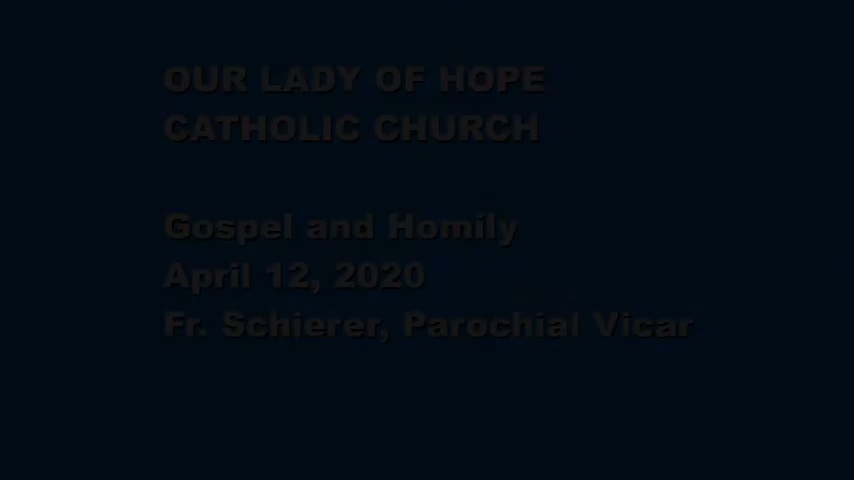 OUR LADY OF HOPE
CATHOLIC CHURCH
Gospel and Homily
April 12, 2020
Fr. Schierer, Parochial Vicar